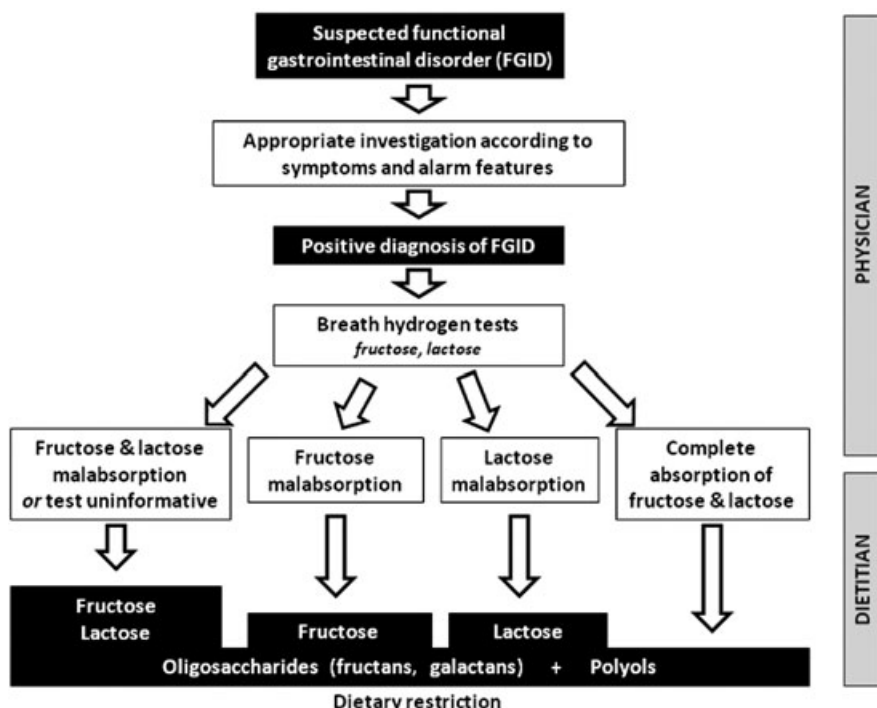 Suspected functional
gastrointestinal disorder (FGID)
Appropriate investigation according to
symptoms and alarm features
Positive diagnosis of FGID
Breath hydrogen tests
fructose, lactose
Fructose & lactose
malabsorption
or test uninformative
Fructose
malabsorption
Lactose
malabsorption
Complete
absorption of
fructose & lactose
Fructose
Lactose
Fructose
Lactose
Oligosaccharides (fructans, galactans) + Polyols
Dietary restriction
PHYSICIAN
DIETITIAN